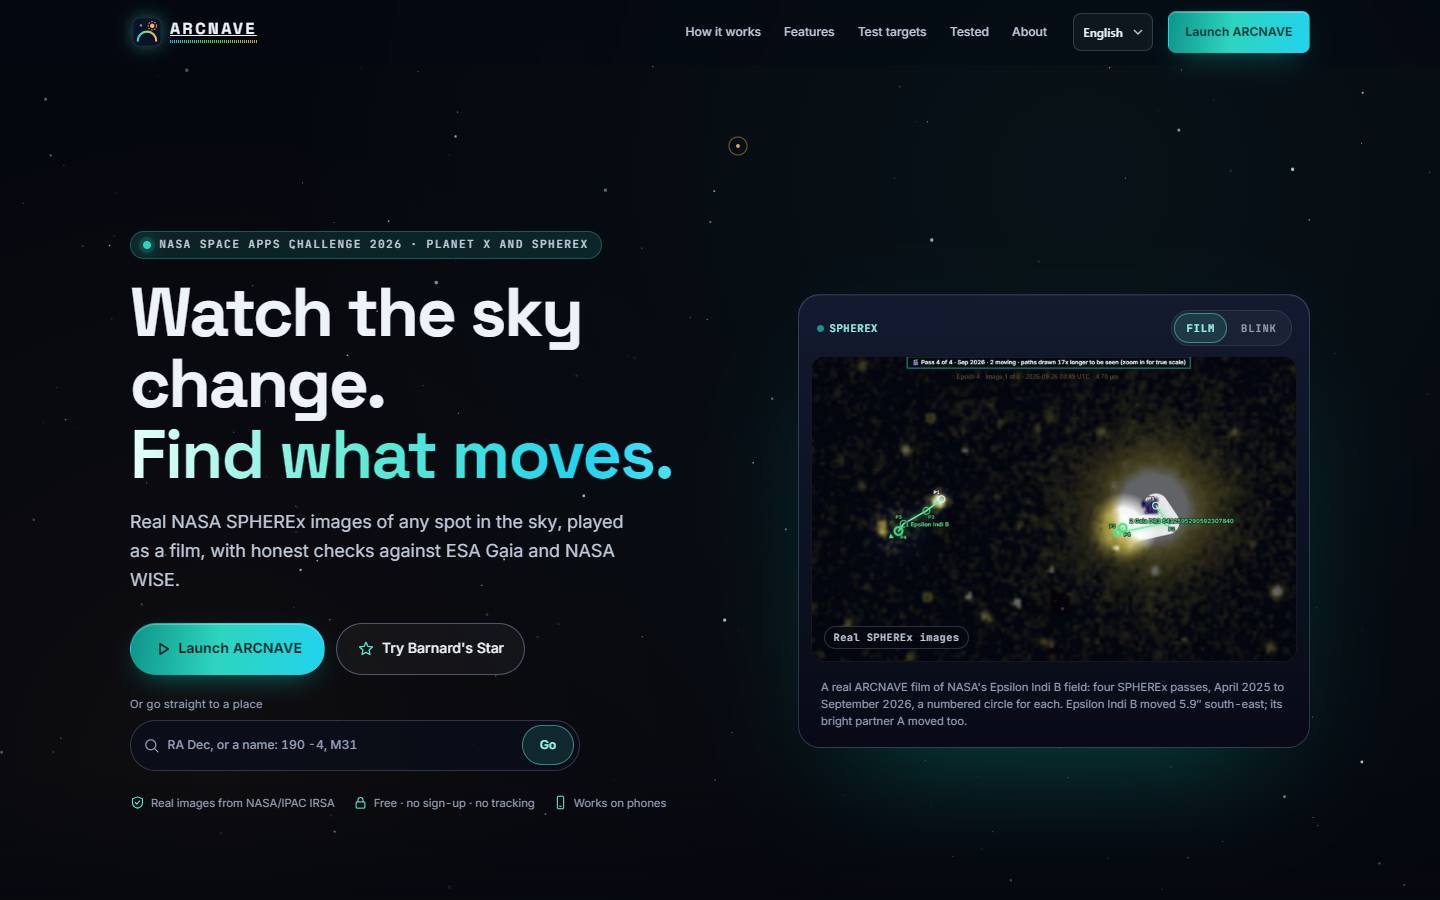 ARCNAVE
How it works
Features
Test targets
Tested
About
English
Launch ARCNAVE
NASA SPACE APPS CHALLENGE 2026 · PLANET X AND SPHEREX
Watch the sky
change.
Find what moves.
Real NASA SPHEREx images of any spot in the sky, played
as a film, with honest checks against ESA Gaia and NASA
WISE.
Launch ARCNAVE
Try Barnard's Star
Or go straight to a place
RA Dec, or a name: 190 -4, M31
Go
Real images from NASA/IPAC IRSA
Free · no sign-up · no tracking
Works on phones
SPHEREX
FILM
BLINK
Pass 4 of 4 · Sep 2026 · 2 moving · paths drawn 17x longer to be seen (zoom in for true scale)
Epsilon Indi B
Real SPHEREx images
A real ARCNAVE film of NASA's Epsilon Indi B field: four SPHEREx passes, April 2025 to
September 2026, a numbered circle for each. Epsilon Indi B moved 5.9″ south-east; its
bright partner A moved too.